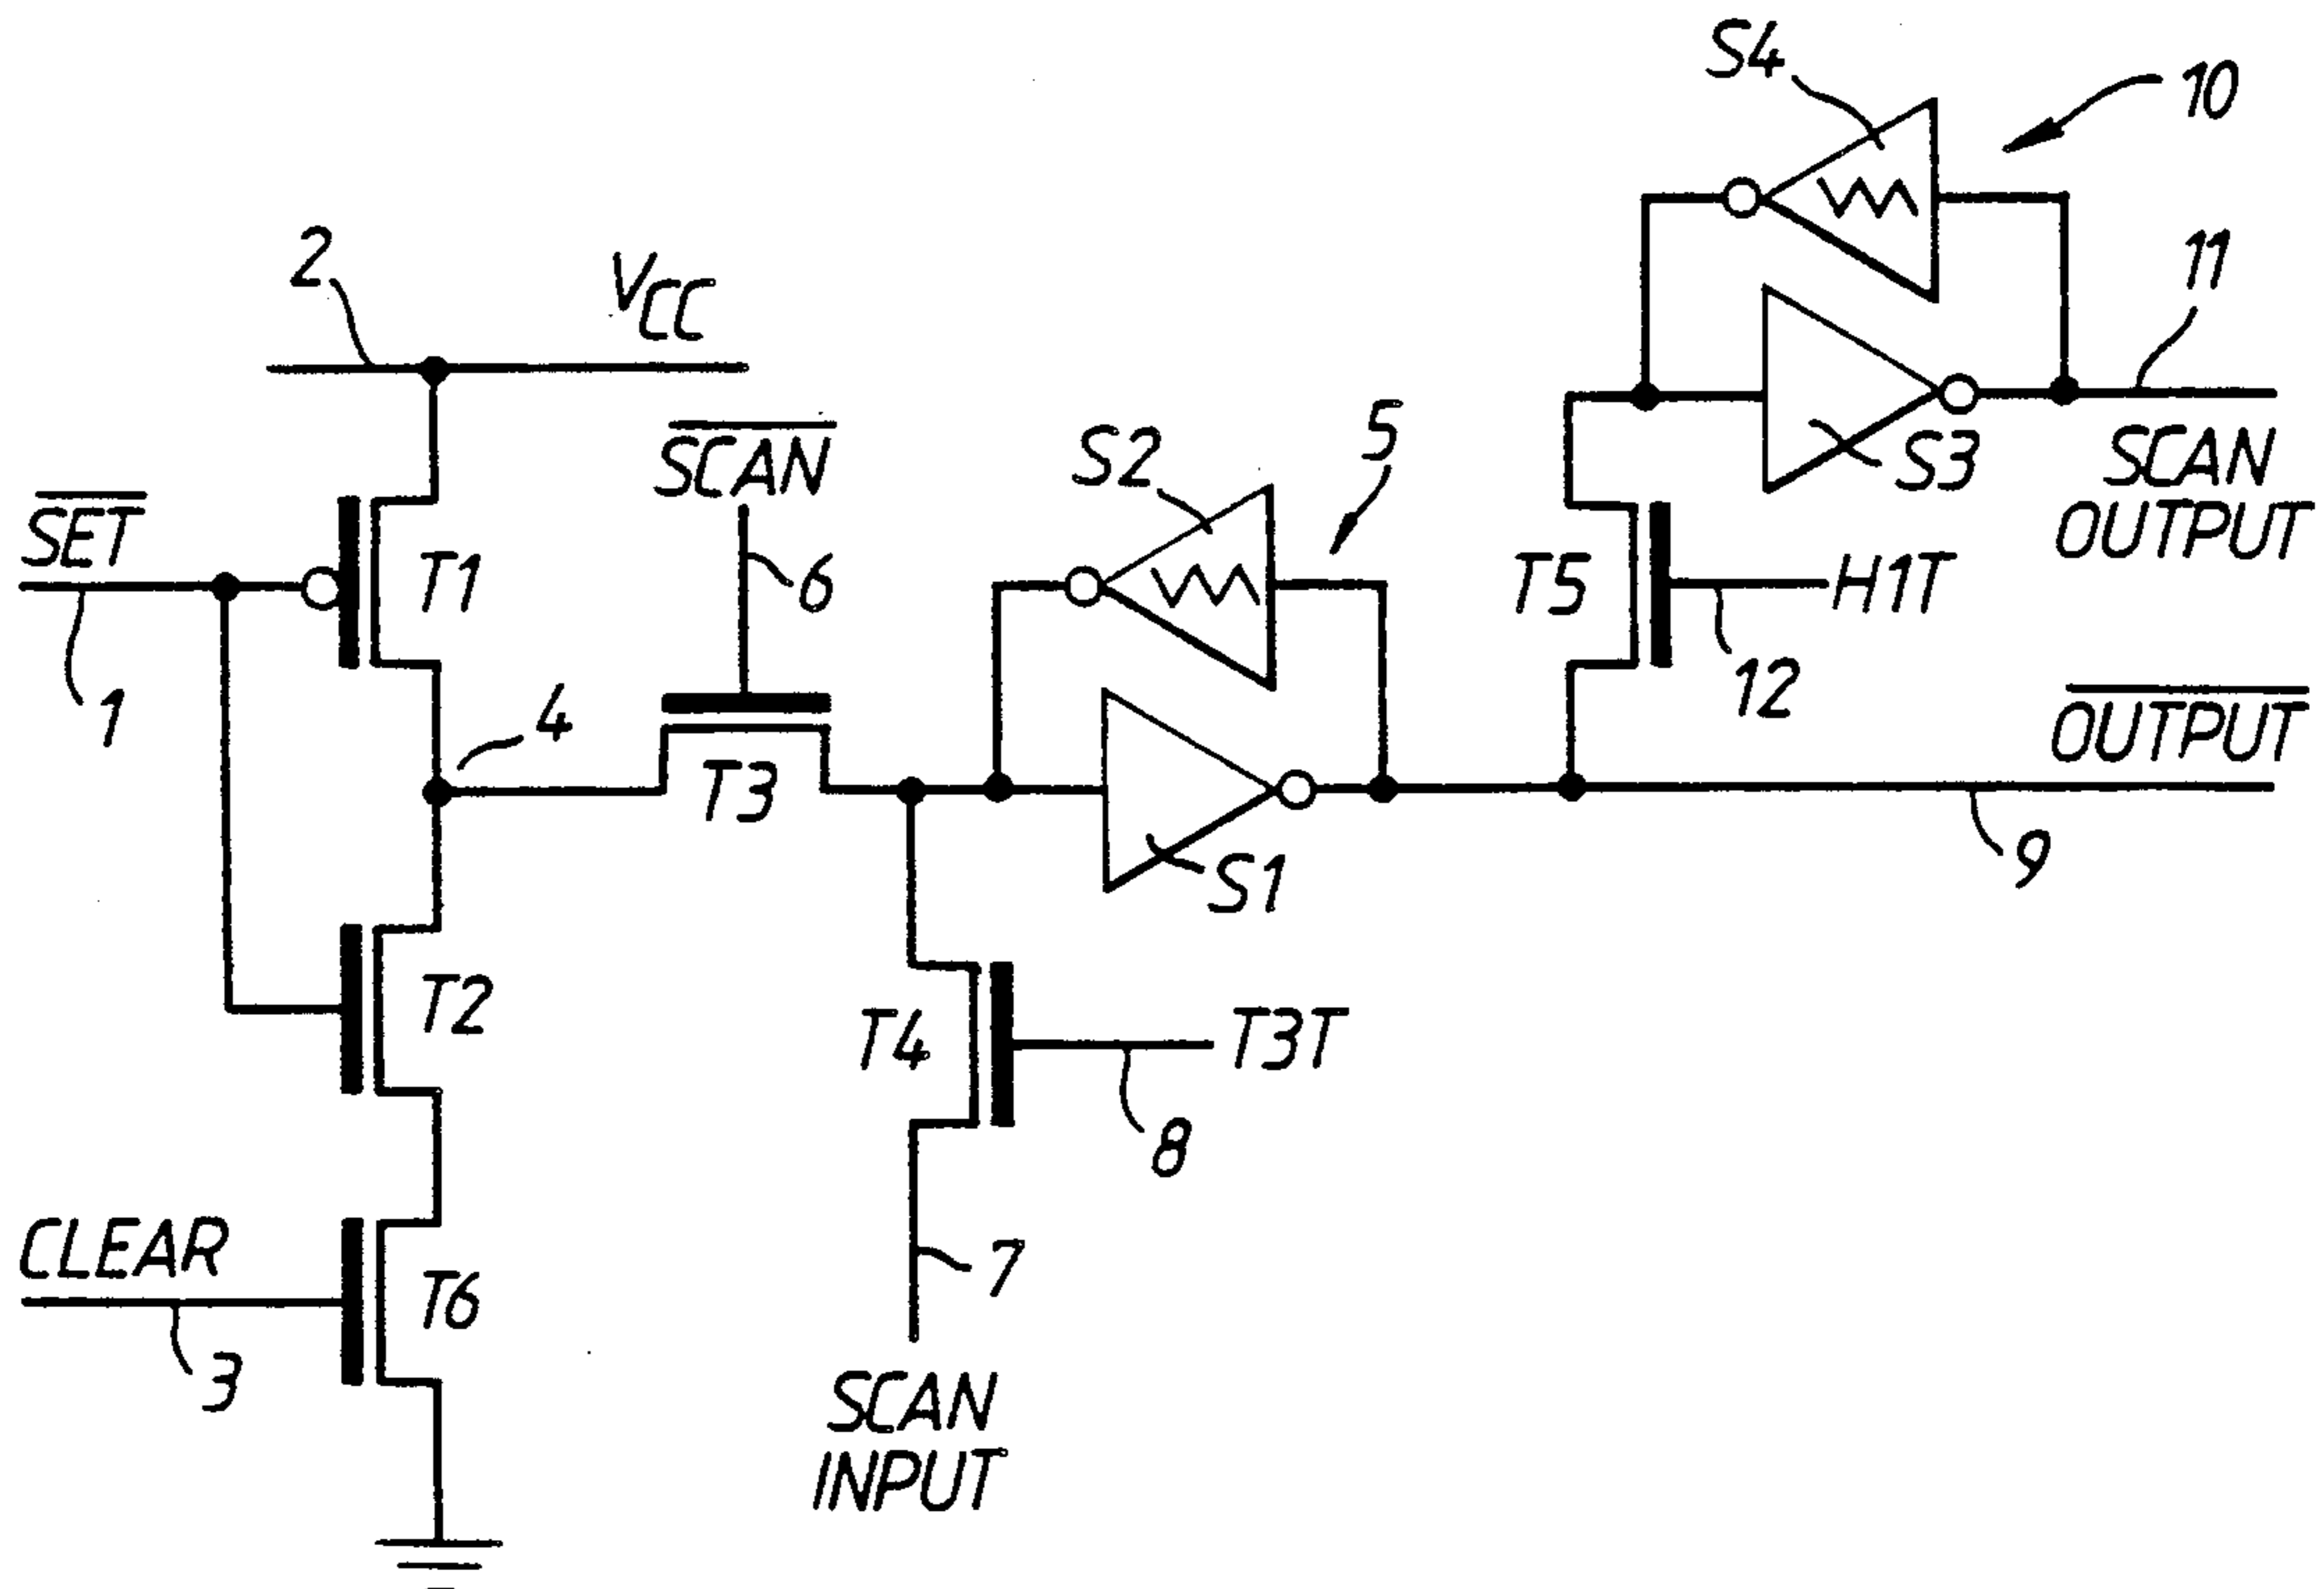 S4
10
2
VCC
11
SCAN
S2
5
S3
SCAN
OUTPUT
SET
T1
6
T5
H1T
1
4
12
OUTPUT
T3
S1
9
T2
T4
T3T
8
CLEAR
T6
7
3
SCAN
INPUT